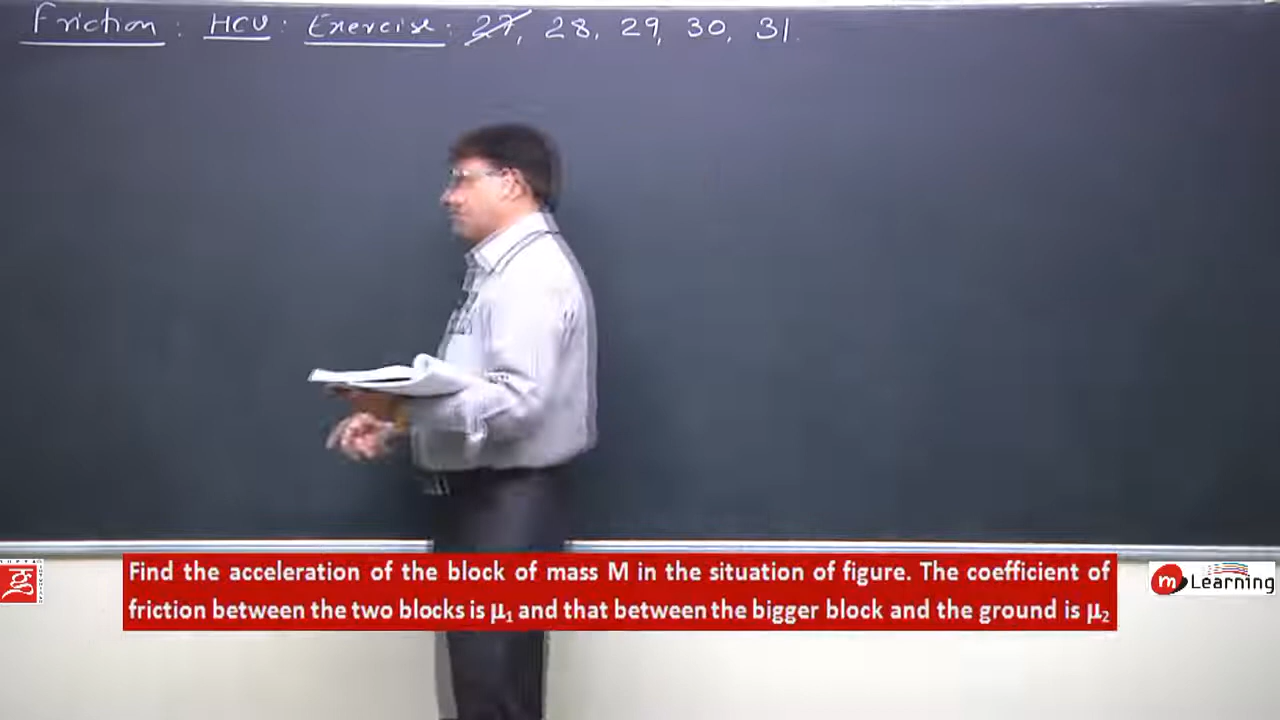 Friction : HCV : Exercise : 27, 28, 29, 30, 31.
Find the acceleration of the block of mass M in the situation of figure. The coefficient of
friction between the two blocks is μ₁ and that between the bigger block and the ground is μ₂
m Learning